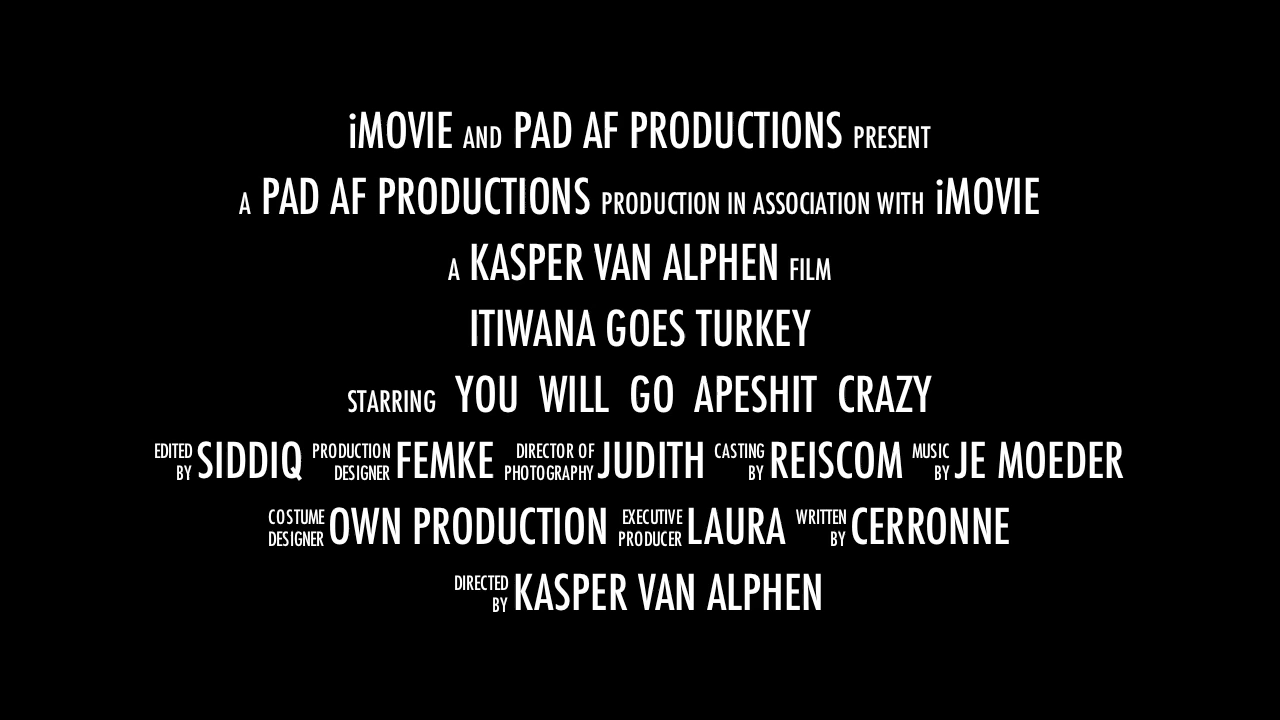 iMOVIE AND PAD AF PRODUCTIONS PRESENT
A PAD AF PRODUCTIONS PRODUCTION IN ASSOCIATION WITH iMOVIE
A KASPER VAN ALPHEN FILM
ITIWANA GOES TURKEY
STARRING YOU WILL GO APESHIT CRAZY
EDITED BY SIDDIQ PRODUCTION DESIGNER FEMKE DIRECTOR OF PHOTOGRAPHY JUDITH CASTING BY REISCOM MUSIC BY JE MOEDER
COSTUME DESIGNER OWN PRODUCTION EXECUTIVE PRODUCER LAURA WRITTEN BY CERRONNE
DIRECTED BY KASPER VAN ALPHEN